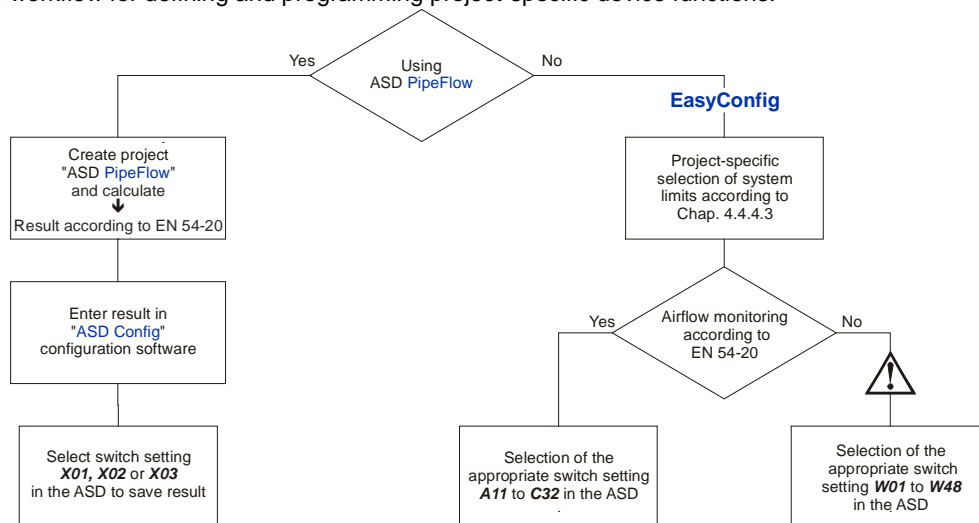 workflow for defining and programming project-specific device functions.
Using
ASD PipeFlow
Yes
No
EasyConfig
Create project
"ASD PipeFlow"
and calculate
Result according to EN 54-20
Project-specific
selection of system
limits according to
Chap. 4.4.4.3
Enter result in
"ASD Config"
configuration software
Yes
Airflow monitoring
according to
EN 54-20
No
Select switch setting
X01, X02 or X03
in the ASD to save result
Selection of the
appropriate switch setting
A11 to C32 in the ASD
Selection of the
appropriate switch
setting W01 to W48
in the ASD